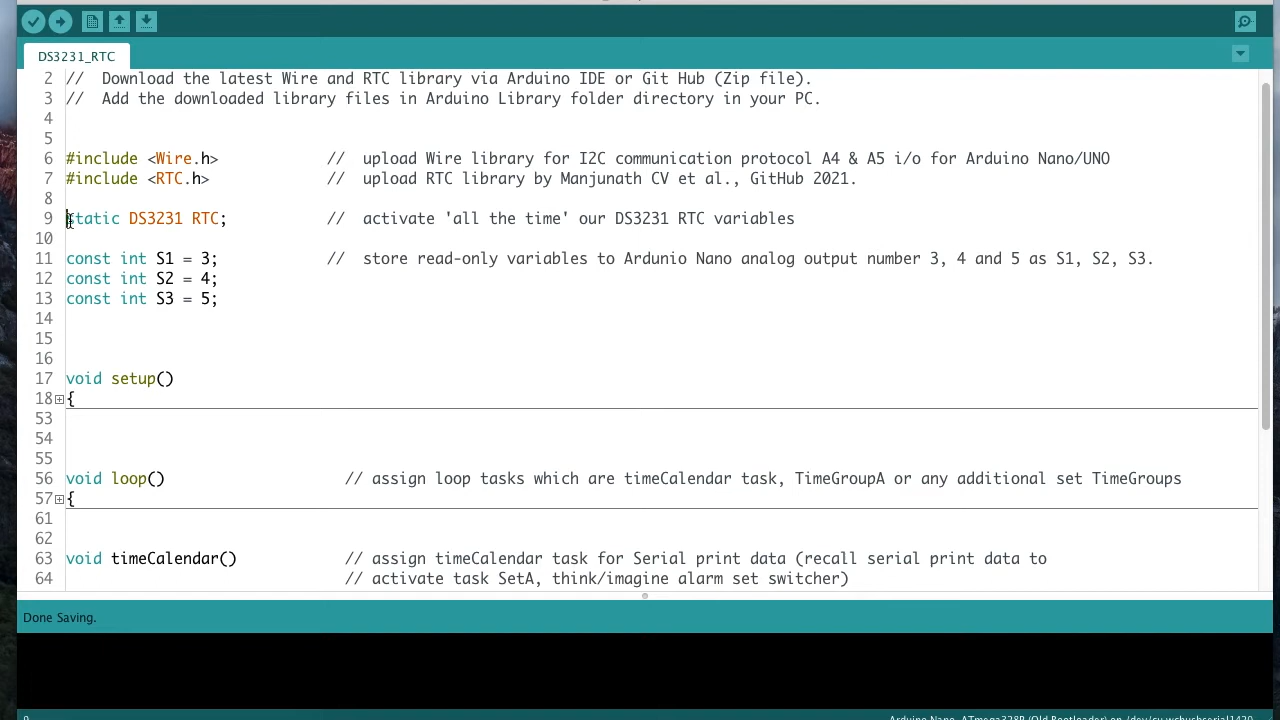 DS3231_RTC
2 // Download the latest Wire and RTC library via Arduino IDE or Git Hub (Zip file).
3 // Add the downloaded library files in Arduino Library folder directory in your PC.
4
5
6 #include <Wire.h> // upload Wire library for I2C communication protocol A4 & A5 i/o for Arduino Nano/UNO
7 #include <RTC.h> // upload RTC library by Manjunath CV et al., GitHub 2021.
8
9 static DS3231 RTC; // activate 'all the time' our DS3231 RTC variables
10
11 const int S1 = 3; // store read-only variables to Ardunio Nano analog output number 3, 4 and 5 as S1, S2, S3.
12 const int S2 = 4;
13 const int S3 = 5;
14
15
16
17 void setup()
18 {
53
54
55
56 void loop() // assign loop tasks which are timeCalendar task, TimeGroupA or any additional set TimeGroups
57 {
61
62
63 void timeCalendar() // assign timeCalendar task for Serial print data (recall serial print data to
64 // activate task SetA, think/imagine alarm set switcher)
Done Saving.